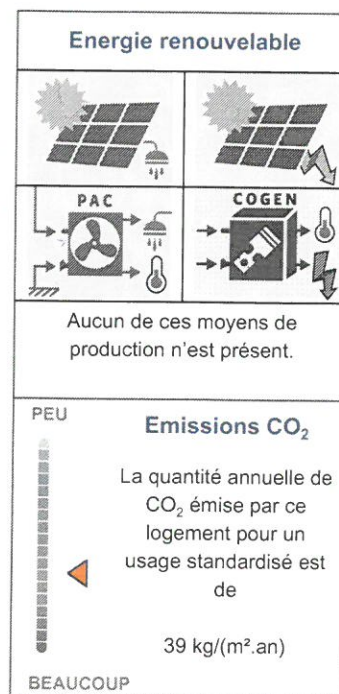 Energie renouvelable
PAC
COGEN
Aucun de ces moyens de
production n'est présent.
PEU
Emissions CO₂
La quantité annuelle de
CO₂ émise par ce
logement pour un
usage standardisé est
de
39 kg/(m².an)
BEAUCOUP